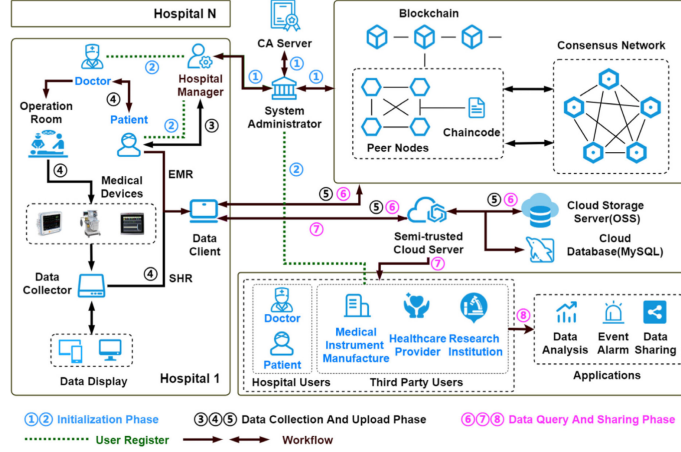 Hospital N
CA Server
Blockchain
Consensus Network
Doctor
②
Hospital
Manager
①
①
①
System
Administrator
Peer Nodes
Chaincode
Operation
Room
④
Patient
②
③
④
EMR
Medical
Devices
⑤ ⑥
⑤ ⑥
⑤ ⑥
②
⑦
Data
Client
Semi-trusted
Cloud Server
Cloud Storage
Server(OSS)
Cloud
Database(MySQL)
⑦
Data
Collector
④
SHR
Doctor
Patient
Hospital Users
Medical
Instrument
Manufacture
Healthcare
Provider
Research
Institution
Third Party Users
⑧
Data
Analysis
Event
Alarm
Data
Sharing
Applications
Data Display
Hospital 1
①② Initialization Phase
③④⑤ Data Collection And Upload Phase
⑥⑦⑧ Data Query And Sharing Phase
User Register
Workflow